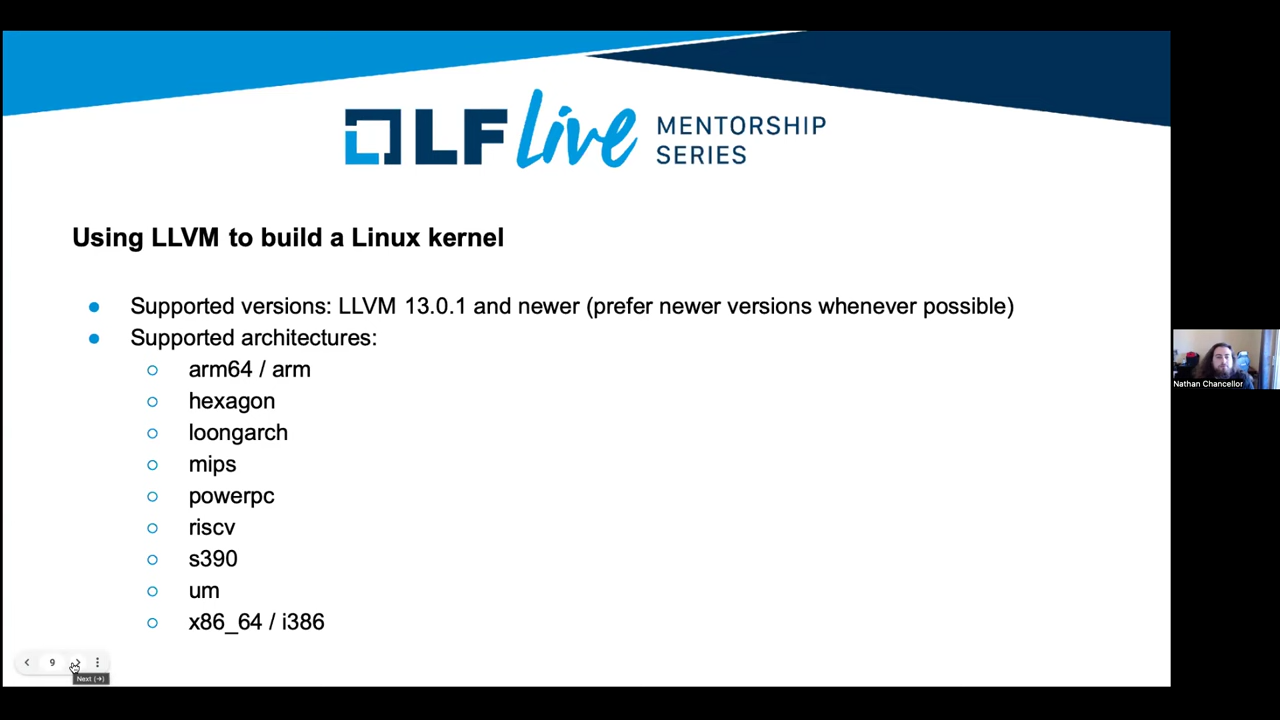 LF live MENTORSHIP
SERIES
Using LLVM to build a Linux kernel
● Supported versions: LLVM 13.0.1 and newer (prefer newer versions whenever possible)
● Supported architectures:
○ arm64 / arm
○ hexagon
○ loongarch
○ mips
○ powerpc
○ riscv
○ s390
○ um
○ x86_64 / i386
Nathan Chancellor
9
Next (→)